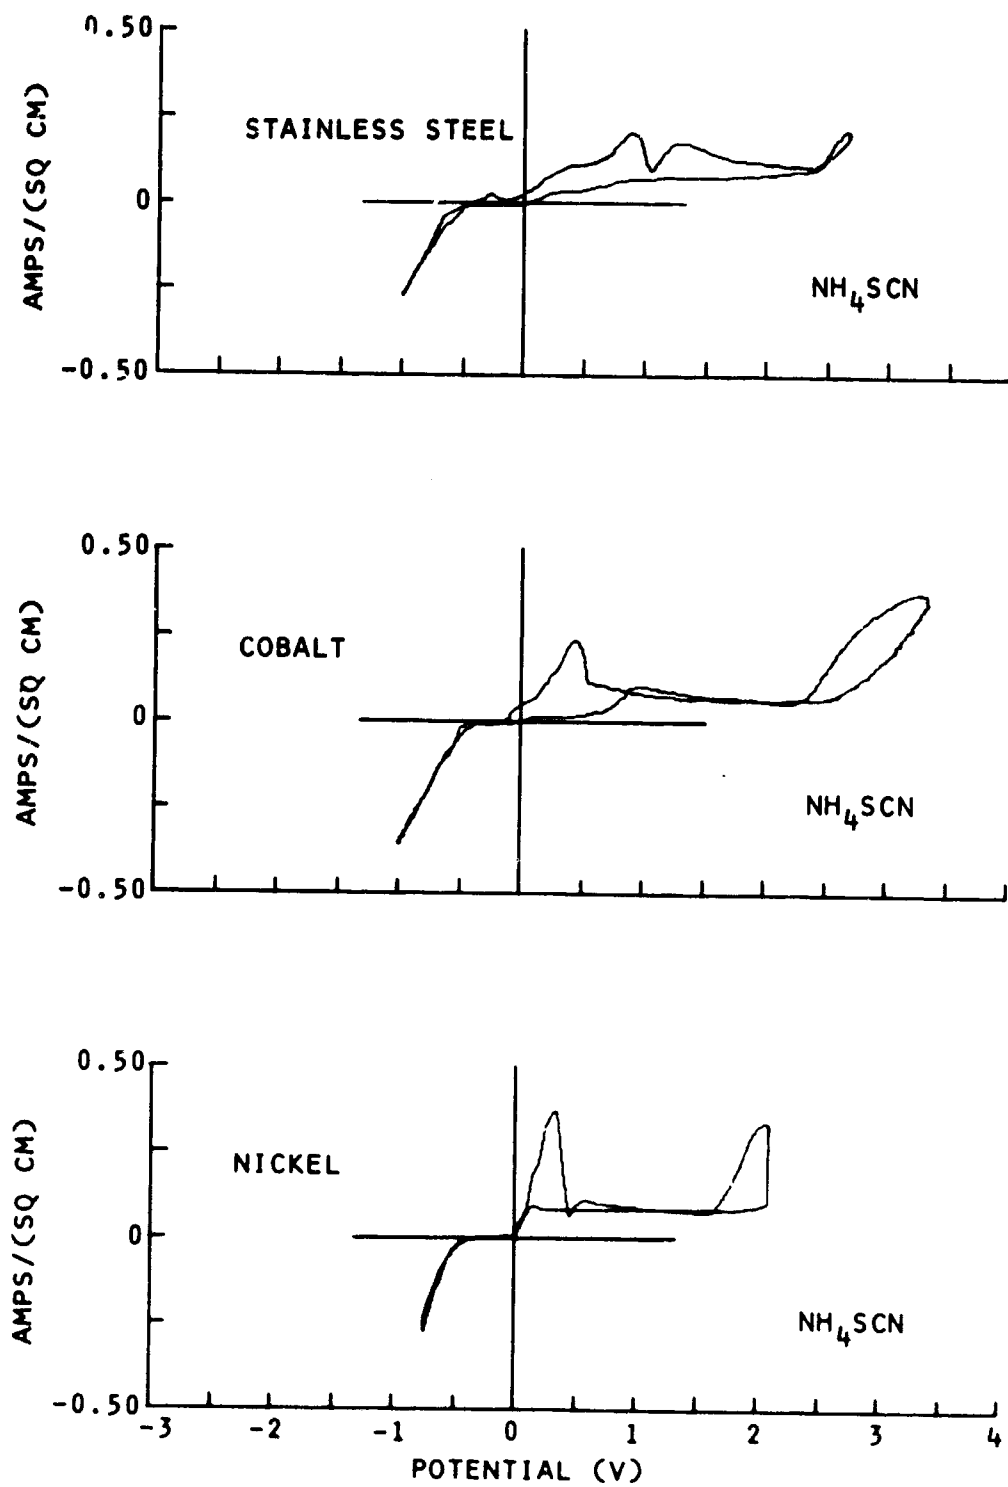 0.50
AMPS/(SQ CM)
STAINLESS STEEL
0
NH4SCN
-0.50
0.50
AMPS/(SQ CM)
COBALT
0
NH4SCN
-0.50
0.50
AMPS/(SQ CM)
NICKEL
0
NH4SCN
-0.50
-3 -2 -1 0 1 2 3 4
POTENTIAL (V)